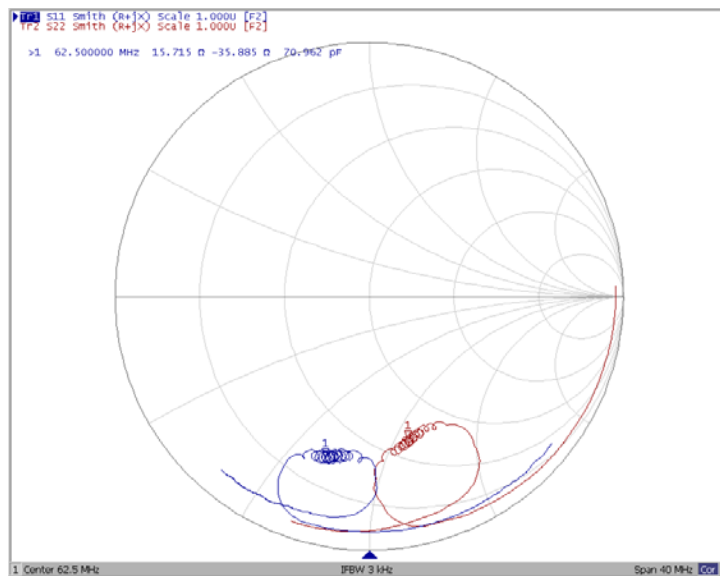 Tr1 S11 Smith (R+jX) Scale 1.000U [F2]
Tr2 S22 Smith (R+jX) Scale 1.000U [F2]
>1 62.500000 MHz 15.715 Ω -35.885 Ω 70.962 pF
1
1
1 Center 62.5 MHz IFBW 3 kHz Span 40 MHz Cor